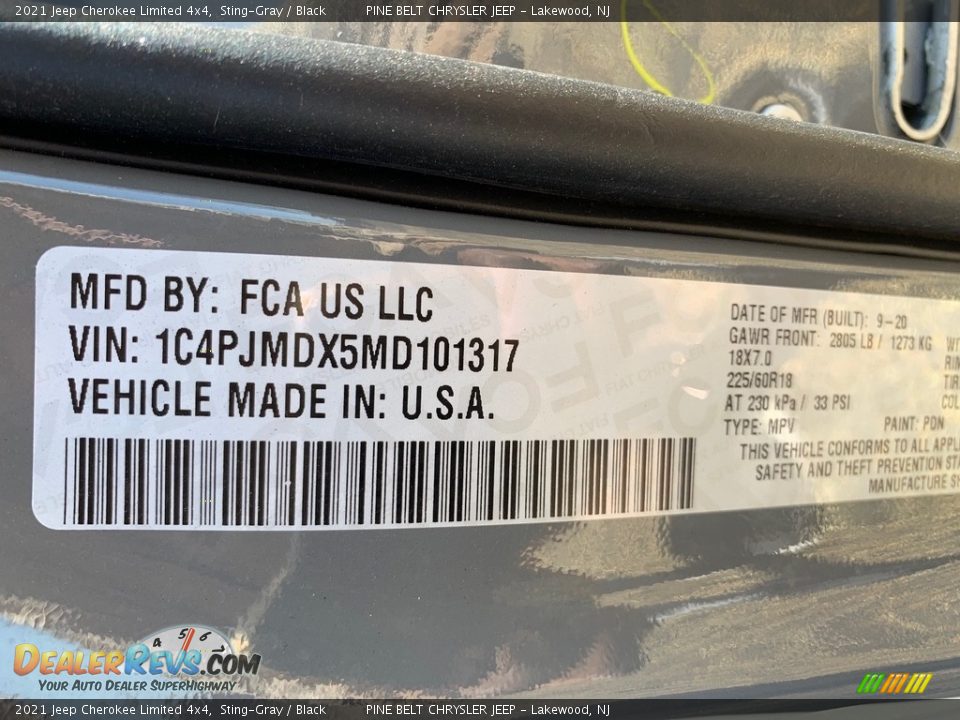 2021 Jeep Cherokee Limited 4x4, Sting-Gray / Black PINE BELT CHRYSLER JEEP - Lakewood, NJ
MFD BY: FCA US LLC
VIN: 1C4PJMDX5MD101317
VEHICLE MADE IN: U.S.A.
DATE OF MFR (BUILT): 9-20
GAWR FRONT: 2805 LB / 1273 KG
18X7.0
225/60R18
AT 230 kPa / 33 PSI
TYPE: MPV PAINT: PDN
THIS VEHICLE CONFORMS TO ALL
SAFETY AND THEFT PREVENTION
MANUFACTURE
4 5 6
DEALERREVS.COM
YOUR AUTO DEALER SUPERHIGHWAY
2021 Jeep Cherokee Limited 4x4, Sting-Gray / Black PINE BELT CHRYSLER JEEP - Lakewood, NJ